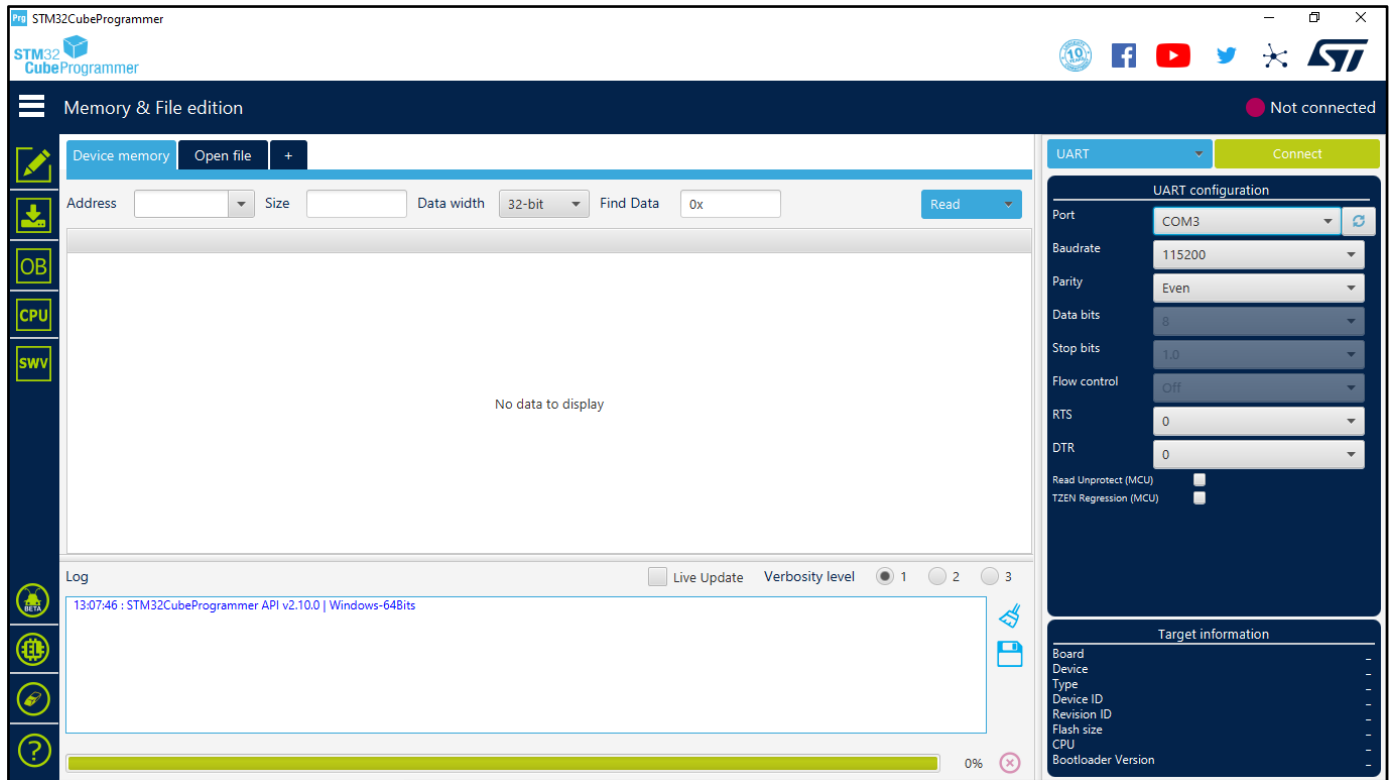 Prg STM32CubeProgrammer
STM32
CubeProgrammer
10
Memory & File edition
Not connected
Device memory Open file +
Address Size Data width 32-bit Find Data 0x Read
No data to display
OB
CPU
SWV
UART Connect
UART configuration
Port COM3
Baudrate 115200
Parity Even
Data bits 8
Stop bits 1.0
Flow control Off
RTS 0
DTR 0
Read Unprotect (MCU)
TZEN Regression (MCU)
Log Live Update Verbosity level 1 2 3
13:07:46 : STM32CubeProgrammer API v2.10.0 | Windows-64Bits
BETA
?
0%
Target information
Board _
Device _
Type _
Device ID _
Revision ID _
Flash size _
CPU _
Bootloader Version _